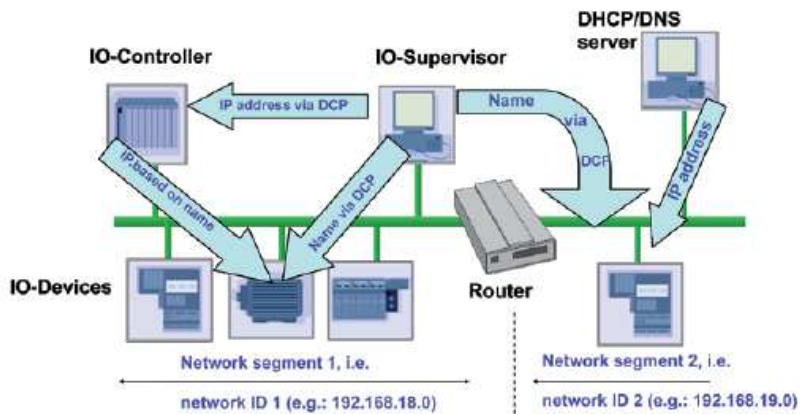 DHCP/DNS
server
IO-Controller
IO-Supervisor
IP address via DCP
Name
via
DCP
IP based on name
Name via DCP
IP address
IO-Devices
Router
Network segment 1, i.e.
network ID 1 (e.g.: 192.168.18.0)
Network segment 2, i.e.
network ID 2 (e.g.: 192.168.19.0)